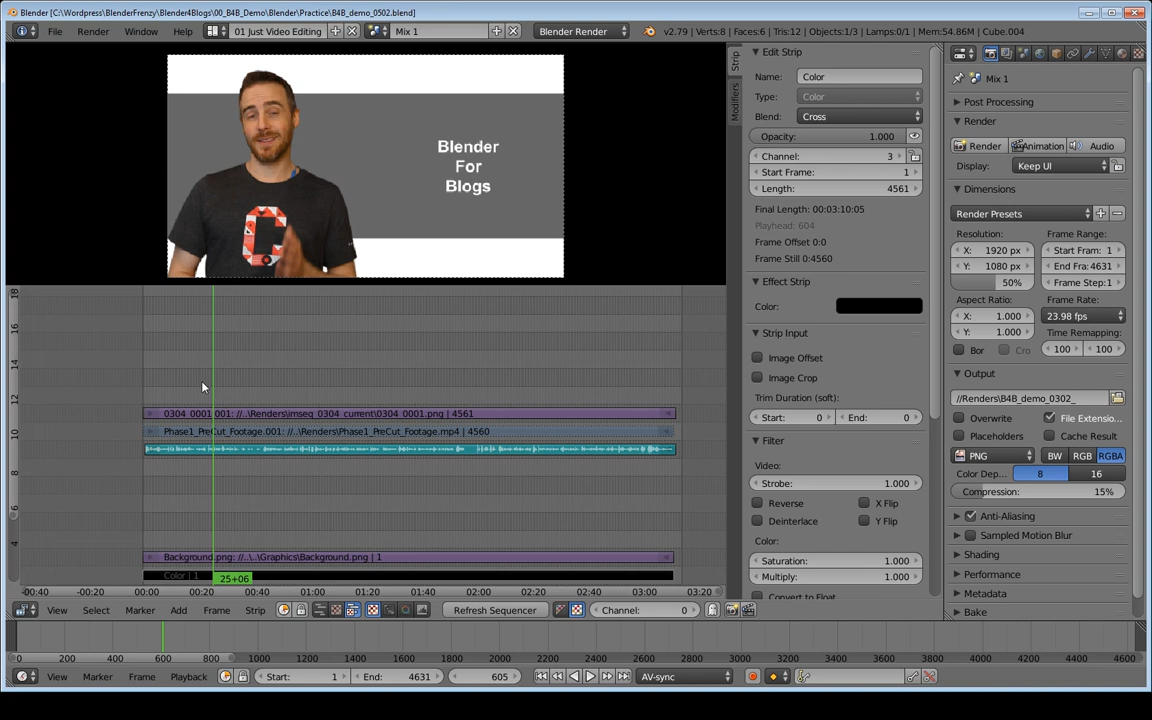 Blender [C:\Wordpress\BlenderFrenzy\Blender4Blogs\00_B4B_Demo\Blender\Practice\B4B_demo_0502.blend]
File Render Window Help 01 Just Video Editing Mix 1 Blender Render v2.79 | Verts:8 | Faces:6 | Tris:12 | Objects:1/3 | Lamps:0/1 | Mem:54.86M | Cube.004
Blender
For
Blogs
C
Strip
Modifiers
Edit Strip
Name: Color
Type: Color
Blend: Cross
Opacity: 1.000
Channel: 3
Start Frame: 1
Length: 4561
Final Length: 00:03:10:05
Playhead: 604
Frame Offset 0:0
Frame Still 0:4560
Effect Strip
Color:
Strip Input
Image Offset
Image Crop
Trim Duration (soft):
Start: 0 End: 0
Filter
Video:
Strobe: 1.000
Reverse X Flip
Deinterlace Y Flip
Color:
Saturation: 1.000
Multiply: 1.000
Convert to Float
Mix 1
Post Processing
Render
Render Animation Audio
Display: Keep UI
Dimensions
Render Presets
Resolution: Frame Range:
X: 1920 px Start Fram: 1
Y: 1080 px End Fra:4631
50% Frame Step:1
Aspect Ratio: Frame Rate:
X: 1.000 23.98 fps
Y: 1.000 Time Remapping:
Bor Cro 100 100
Output
//Renders\B4B_demo_0302_
Overwrite File Extensio...
Placeholders Cache Result
PNG BW RGB RGBA
Color Dep... 8 16
Compression: 15%
Anti-Aliasing
Sampled Motion Blur
Shading
Performance
Metadata
Bake
18
16
14
12
10
8
6
4
0304_0001.001: //..\Renders\imseq_0304_current\0304_0001.png | 4561
Phase1_PreCut_Footage.001: //..\Renders\Phase1_PreCut_Footage.mp4 | 4560
Background.png: //..\..\Graphics\Background.png | 1
Color | 1
25+06
-00:40 -00:20 00:00 00:20 00:40 01:00 01:20 01:40 02:00 02:20 02:40 03:00 03:20
View Select Marker Add Frame Strip Refresh Sequencer Channel: 0
0 200 400 600 800 1000 1200 1400 1600 1800 2000 2200 2400 2600 2800 3000 3200 3400 3600 3800 4000 4200 4400 4600
View Marker Frame Playback Start: 1 End: 4631 605 AV-sync